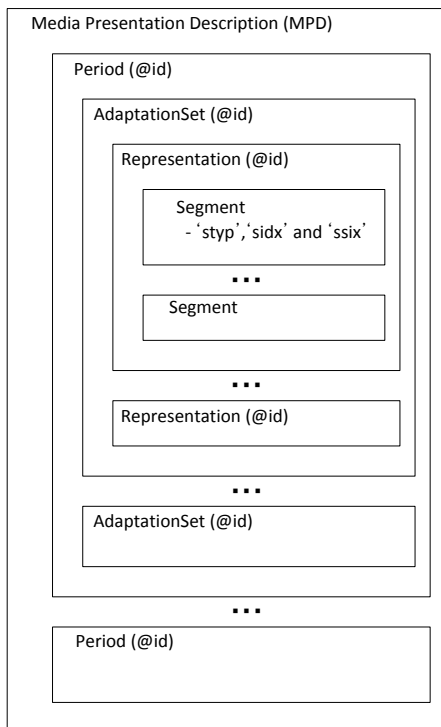 Media Presentation Description (MPD)
Period (@id)
AdaptationSet (@id)
Representation (@id)
Segment
- ‘styp’,‘sidx’ and ‘ssix’
...
Segment
...
Representation (@id)
...
AdaptationSet (@id)
...
Period (@id)